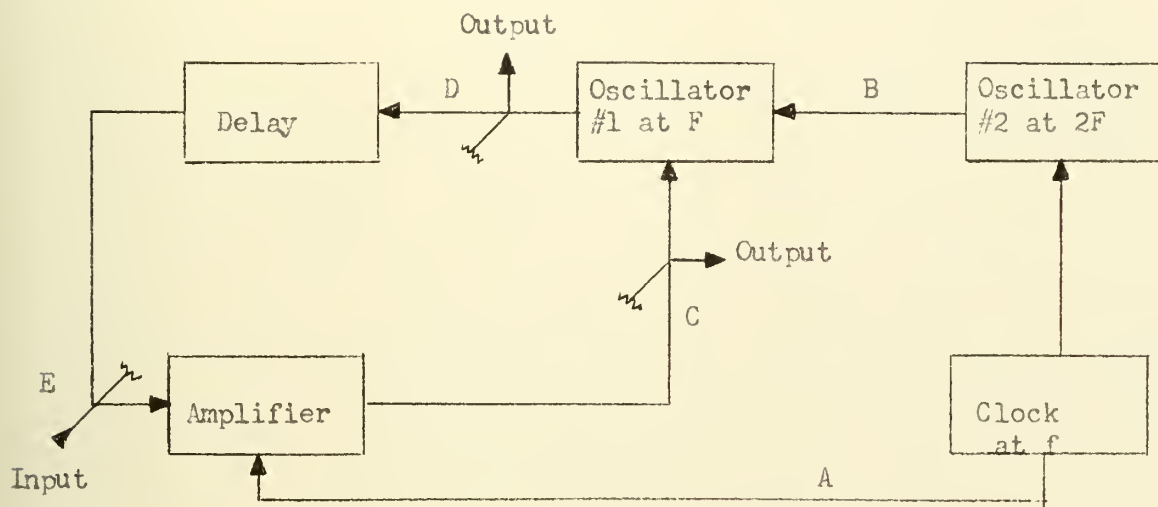 Output
Delay
D
Oscillator
#1 at F
B
Oscillator
#2 at 2F
Output
C
E
Amplifier
Clock
at f
Input
A